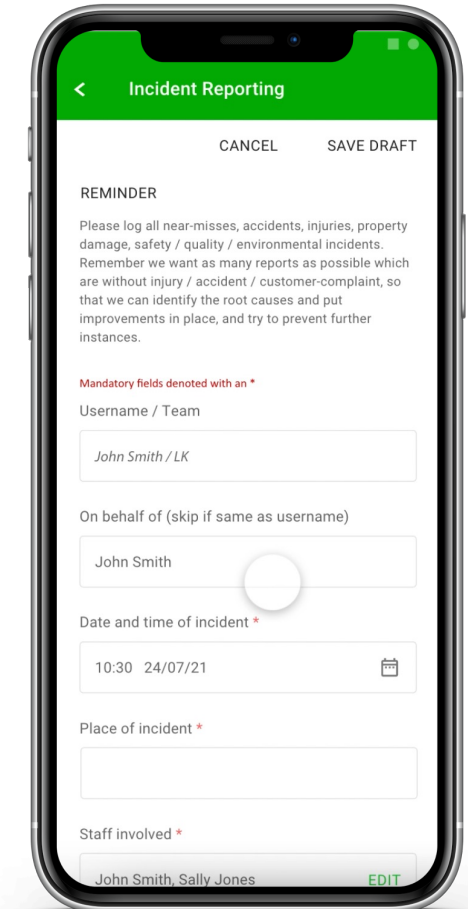 Incident Reporting
CANCEL SAVE DRAFT
REMINDER
Please log all near-misses, accidents, injuries, property
damage, safety / quality / environmental incidents.
Remember we want as many reports as possible which
are without injury / accident / customer-complaint, so
that we can identify the root causes and put
improvements in place, and try to prevent further
instances.
Mandatory fields denoted with an *
Username / Team
John Smith / LK
On behalf of (skip if same as username)
John Smith
Date and time of incident *
10:30 24/07/21
Place of incident *
Staff involved *
John Smith, Sally Jones EDIT